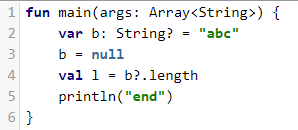 1 fun main(args: Array<String>) {
2     var b: String? = "abc"
3     b = null
4     val l = b?.length
5     println("end")
6 }